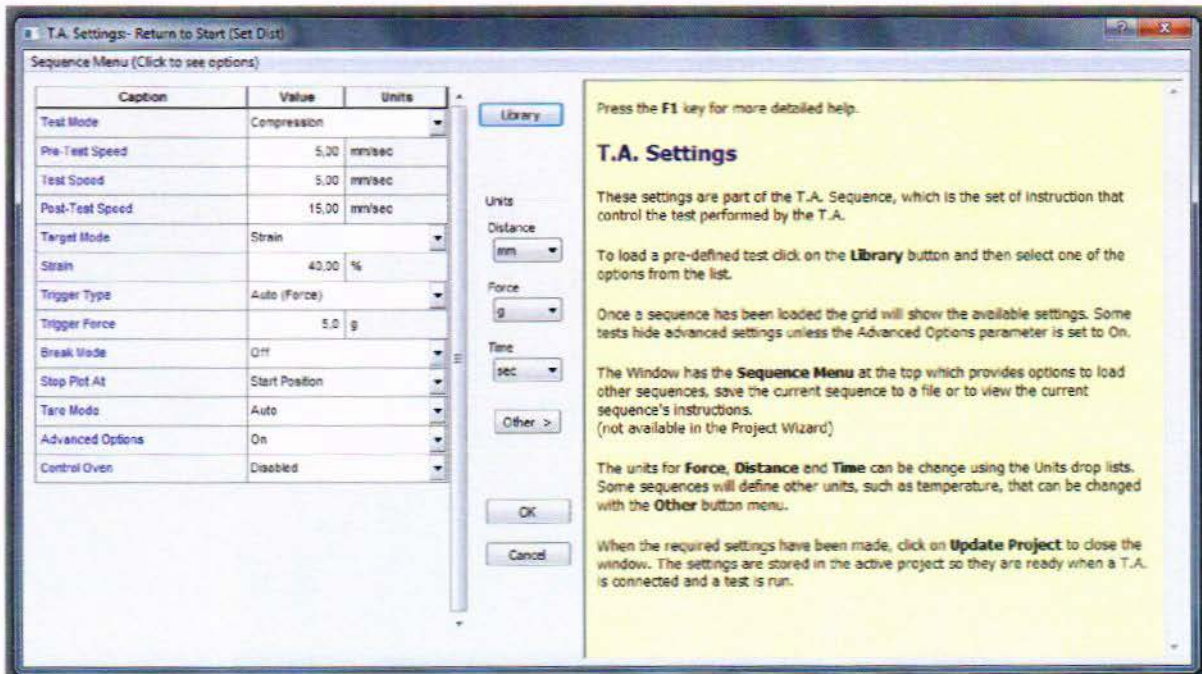 T.A. Settings:- Return to Start (Set Dist)
Sequence Menu (Click to see options)
Caption Value Units
Test Mode Compression
Pre-Test Speed 5,00 mm/sec
Test Speed 5,00 mm/sec
Post-Test Speed 15,00 mm/sec
Target Mode Strain
Strain 40,00 %
Trigger Type Auto (Force)
Trigger Force 5,0 g
Break Mode Off
Stop Plot At Start Position
Tare Mode Auto
Advanced Options On
Control Oven Disabled
Library
Units
Distance
mm
Force
g
Time
sec
Other >
OK
Cancel
Press the F1 key for more detailed help.
T.A. Settings
These settings are part of the T.A. Sequence, which is the set of instruction that
control the test performed by the T.A.
To load a pre-defined test click on the Library button and then select one of the
options from the list.
Once a sequence has been loaded the grid will show the available settings. Some
tests hide advanced settings unless the Advanced Options parameter is set to On.
The Window has the Sequence Menu at the top which provides options to load
other sequences, save the current sequence to a file or to view the current
sequence's instructions.
(not available in the Project Wizard)
The units for Force, Distance and Time can be change using the Units drop lists.
Some sequences will define other units, such as temperature, that can be changed
with the Other button menu.
When the required settings have been made, click on Update Project to close the
window. The settings are stored in the active project so they are ready when a T.A.
is connected and a test is run.